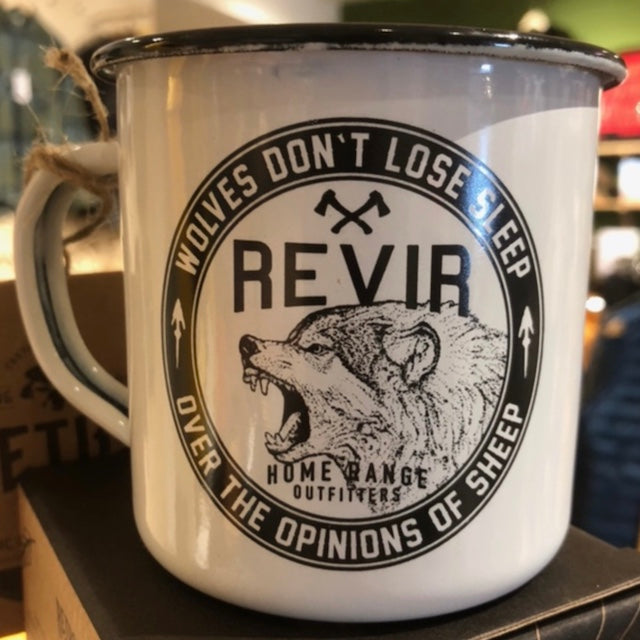 WOLVES DON'T LOSE SLEEP
REVIR
HOME RANGE
OUTFITTERS
OVER THE OPINIONS OF SHEEP